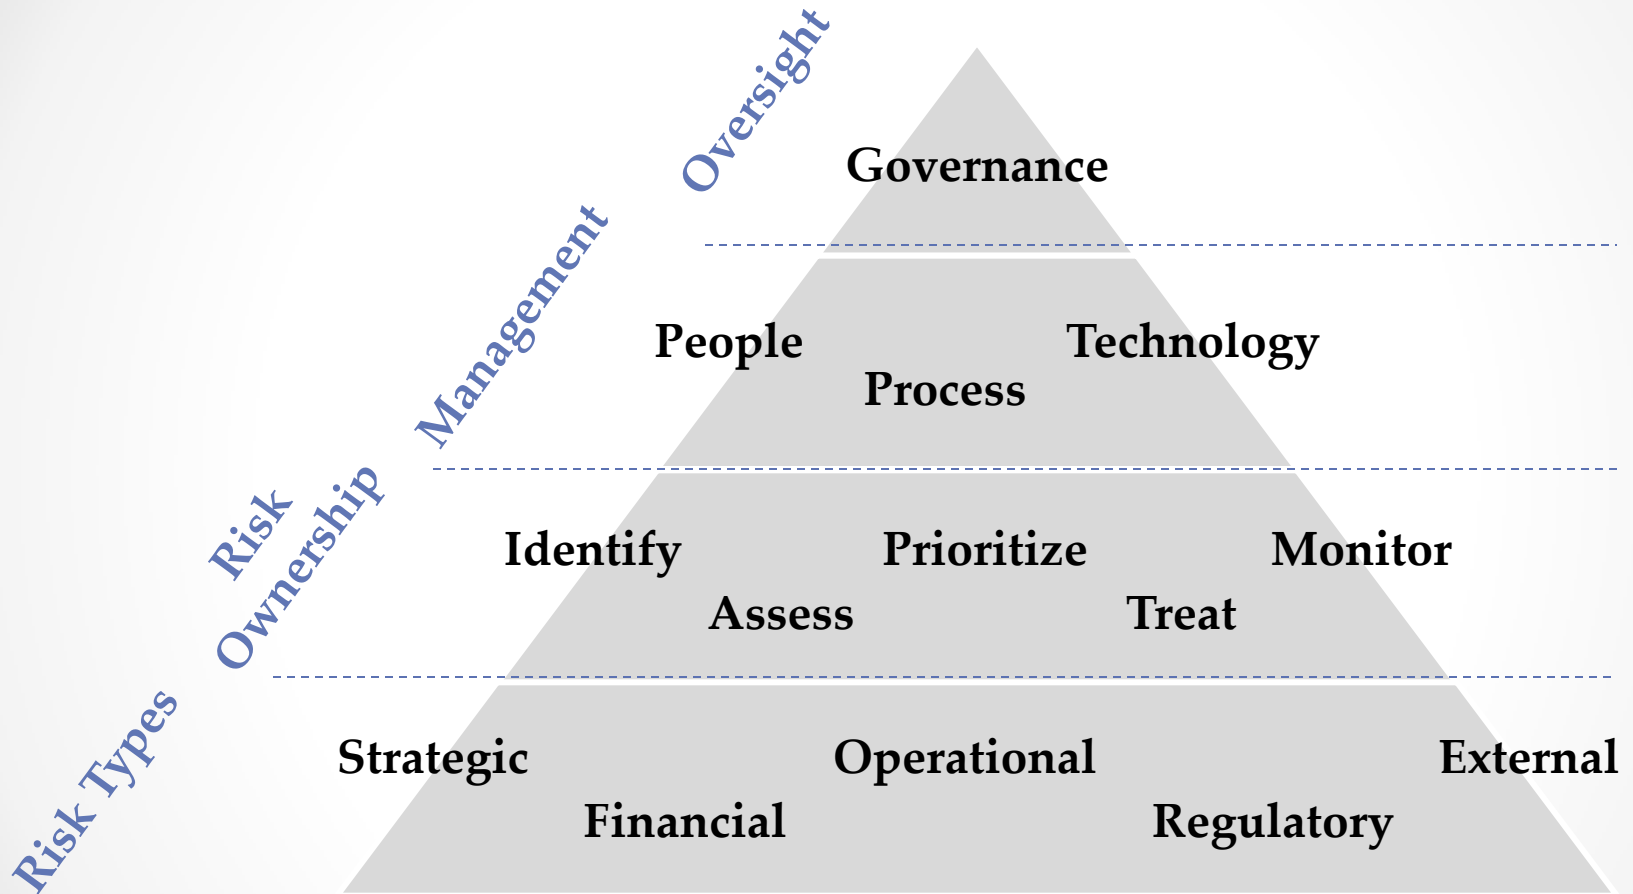 Oversight
Governance
Management
People
Technology
Process
Risk
Ownership
Identify
Prioritize
Monitor
Assess
Treat
Risk Types
Strategic
Operational
External
Financial
Regulatory